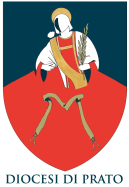 DIOCESI DI PRATO